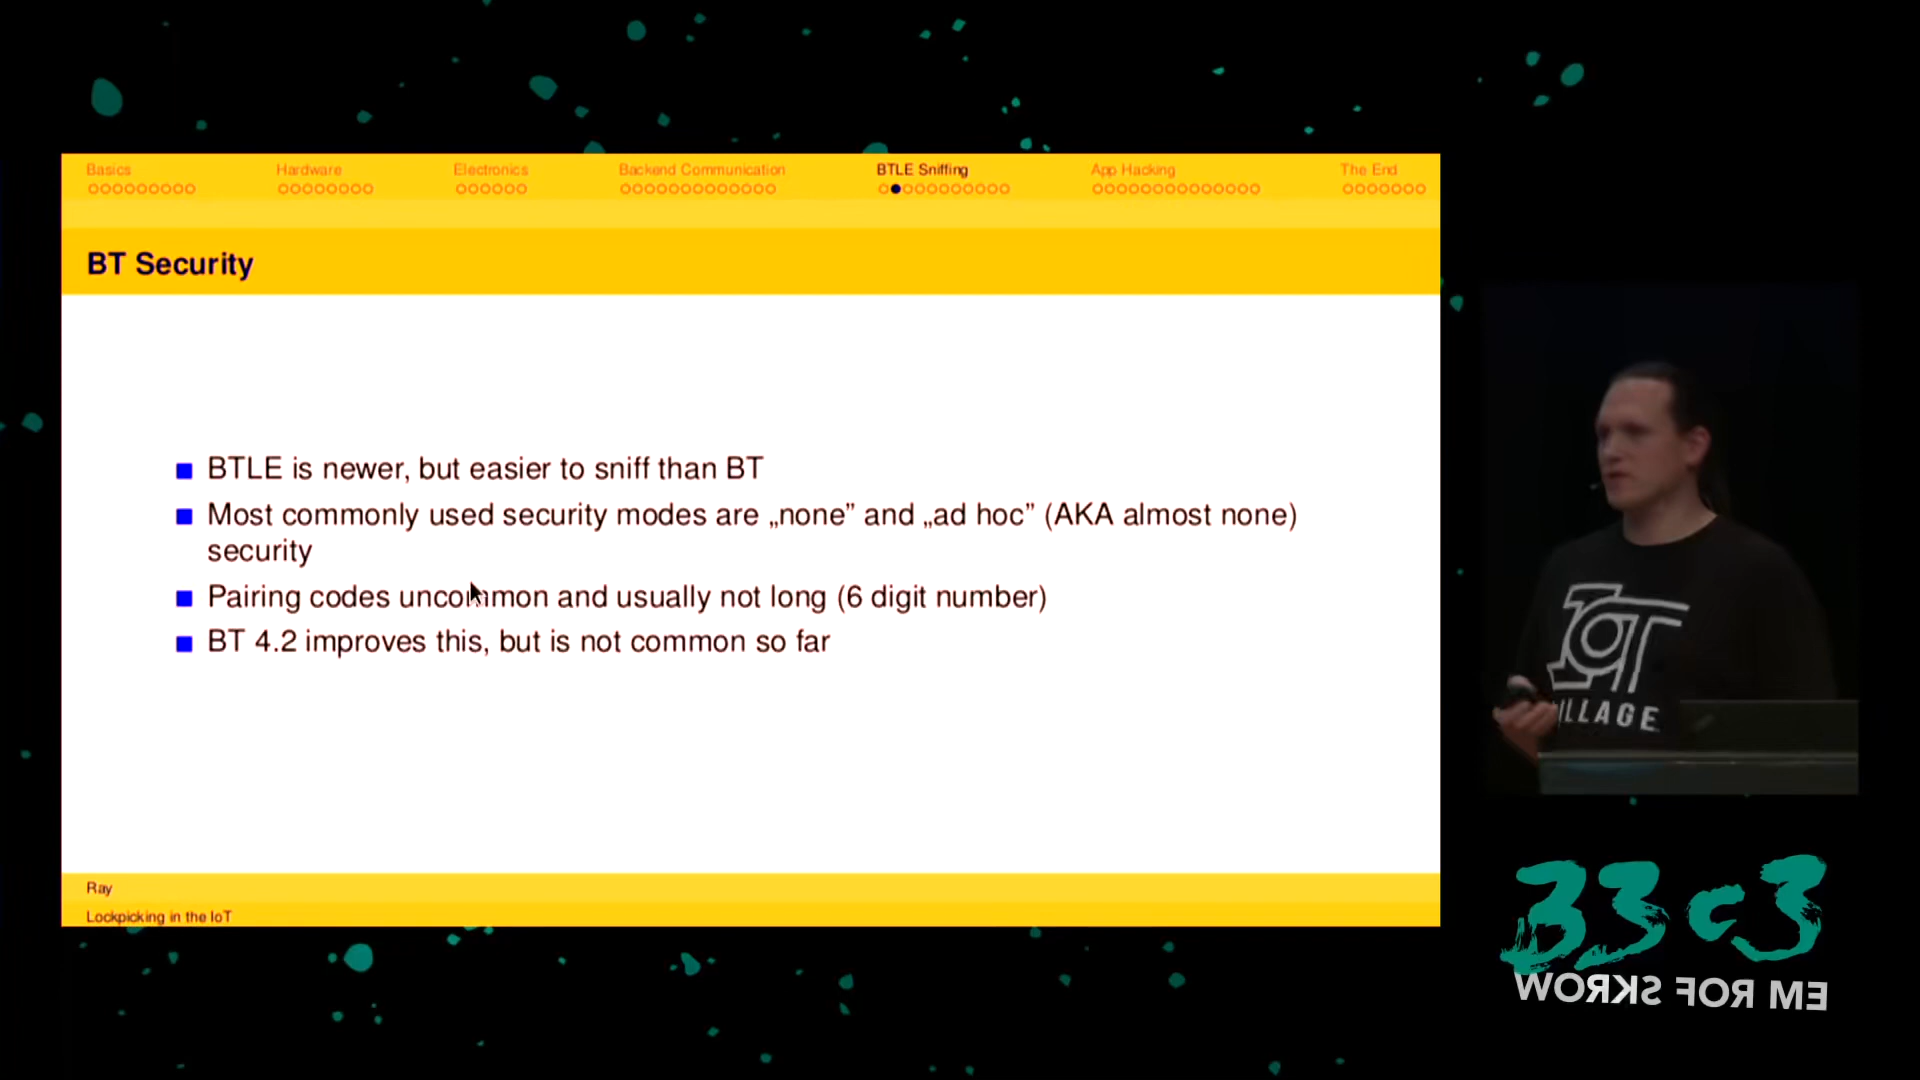 Basics Hardware Electronics Backend Communication BTLE Sniffing App Hacking The End
BT Security
BTLE is newer, but easier to sniff than BT
Most commonly used security modes are „none” and „ad hoc” (AKA almost none)
security
Pairing codes uncommon and usually not long (6 digit number)
BT 4.2 improves this, but is not common so far
Ray
Lockpicking in the IoT
IOT
VILLAGE
33c3
WORKS FOR ME